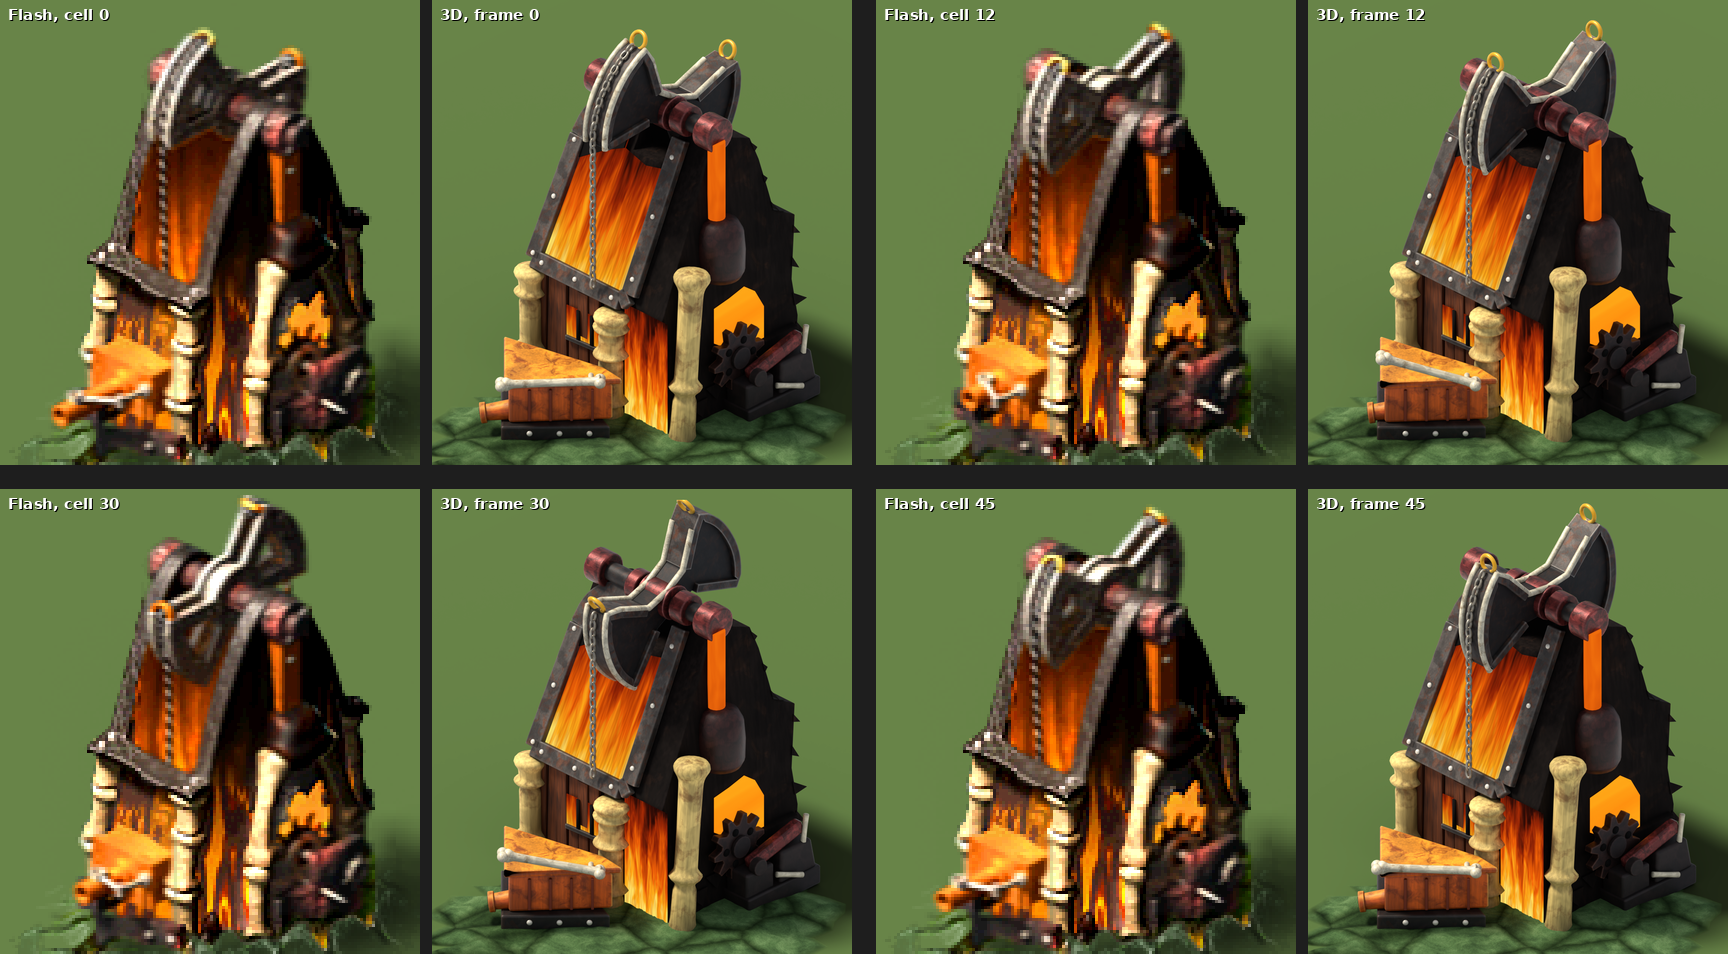 Flash, cell 0
3D, frame 0
Flash, cell 12
3D, frame 12
Flash, cell 30
3D, frame 30
Flash, cell 45
3D, frame 45